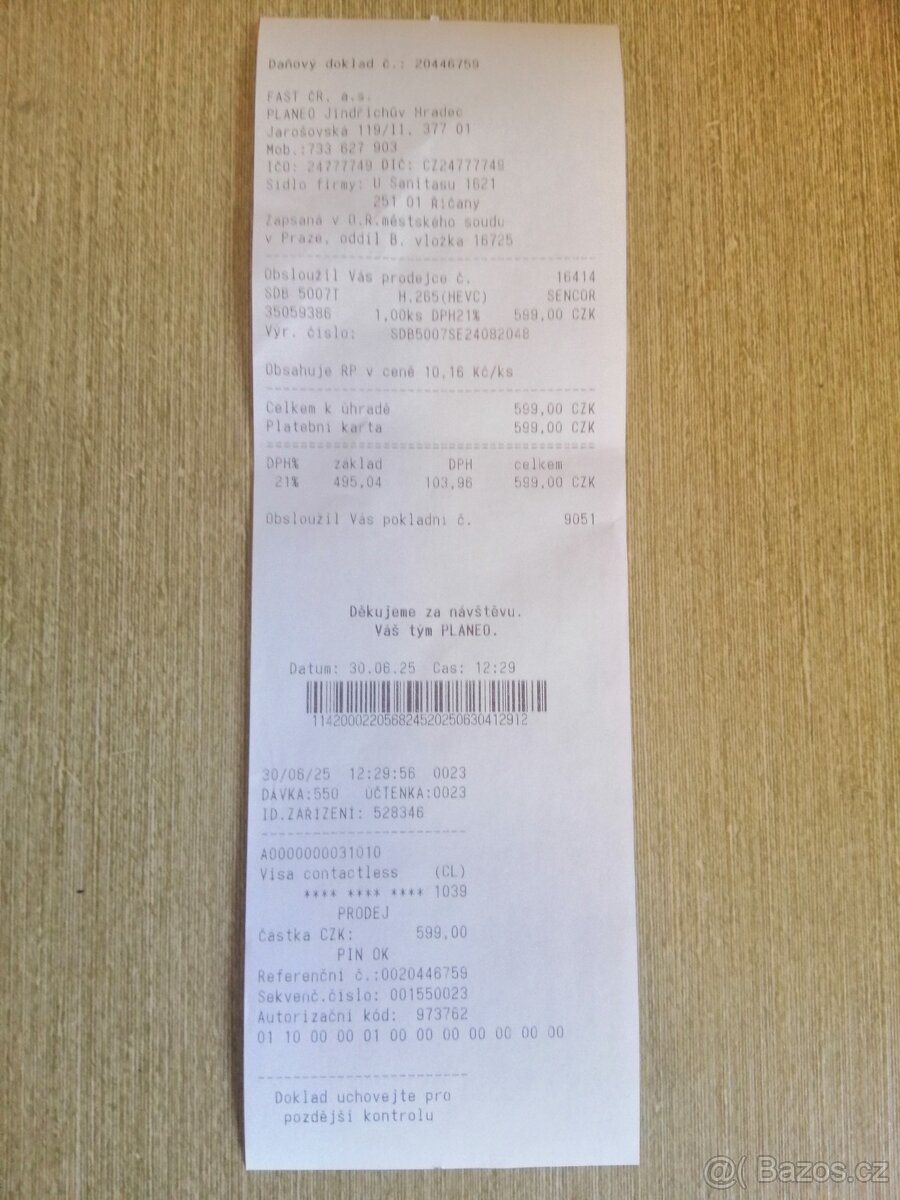 Daňový doklad č.: 20446759
FAST ČR, a.s.
PLANEO Jindřichův Hradec
Jarošovská 119/II. 377 01
Mob.:733 627 903
IČO: 24777749 DIČ: CZ24777749
Sídlo firmy: U Sanitasu 1621
251 01 Říčany
Zapsaná v O.R.městského soudu
v Praze, oddíl B, vložka 16725
Obsloužil Vás prodejce č. 16414
SDB 5007T H.265(HEVC) SENCOR
35059386 1,00ks DPH21% 599,00 CZK
Výr. číslo: SDB5007SE24082048
Obsahuje RP v ceně 10,16 Kč/ks
Celkem k úhradě 599,00 CZK
Platební karta 599,00 CZK
DPH% základ DPH celkem
21% 495,04 103,96 599,00 CZK
Obsloužil Vás pokladní č. 9051
Děkujeme za návštěvu.
Váš tým PLANEO.
Datum: 30.06.25 Čas: 12:29
114200022056824520250630412912
30/06/25 12:29:56 0023
DÁVKA:550 ÚČTENKA:0023
ID.ZAŘÍZENÍ: 528346
A0000000031010
Visa contactless (CL)
**** **** **** 1039
PRODEJ
Částka CZK: 599,00
PIN OK
Referenční č.:0020446759
Sekvenč.číslo: 001550023
Autorizační kód: 973762
01 10 00 00 01 00 00 00 00 00 00 00
Doklad uchovejte pro
pozdější kontrolu
@( Bazos.cz